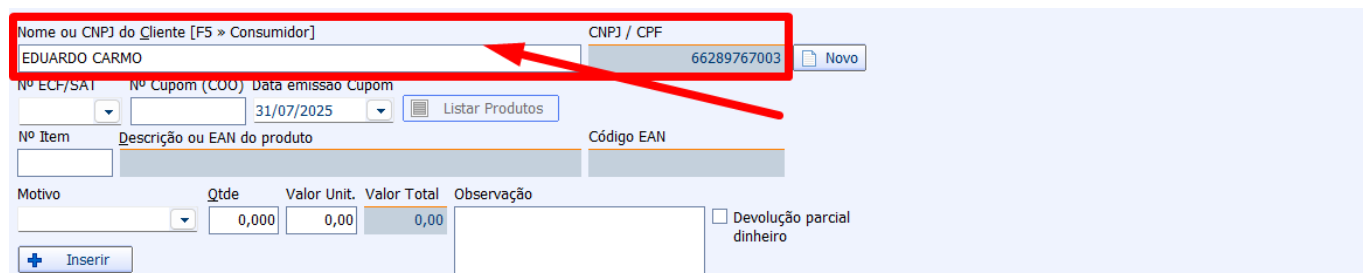 Nome ou CNPJ do Cliente [F5 » Consumidor] CNPJ / CPF
EDUARDO CARMO 66289767003 Novo
Nº ECF/SAT Nº Cupom (COO) Data emissão Cupom
31/07/2025 Listar Produtos
Nº Item Descrição ou EAN do produto Código EAN
Motivo Qtde Valor Unit. Valor Total Observação
0,000 0,00 0,00 Devolução parcial
dinheiro
Inserir